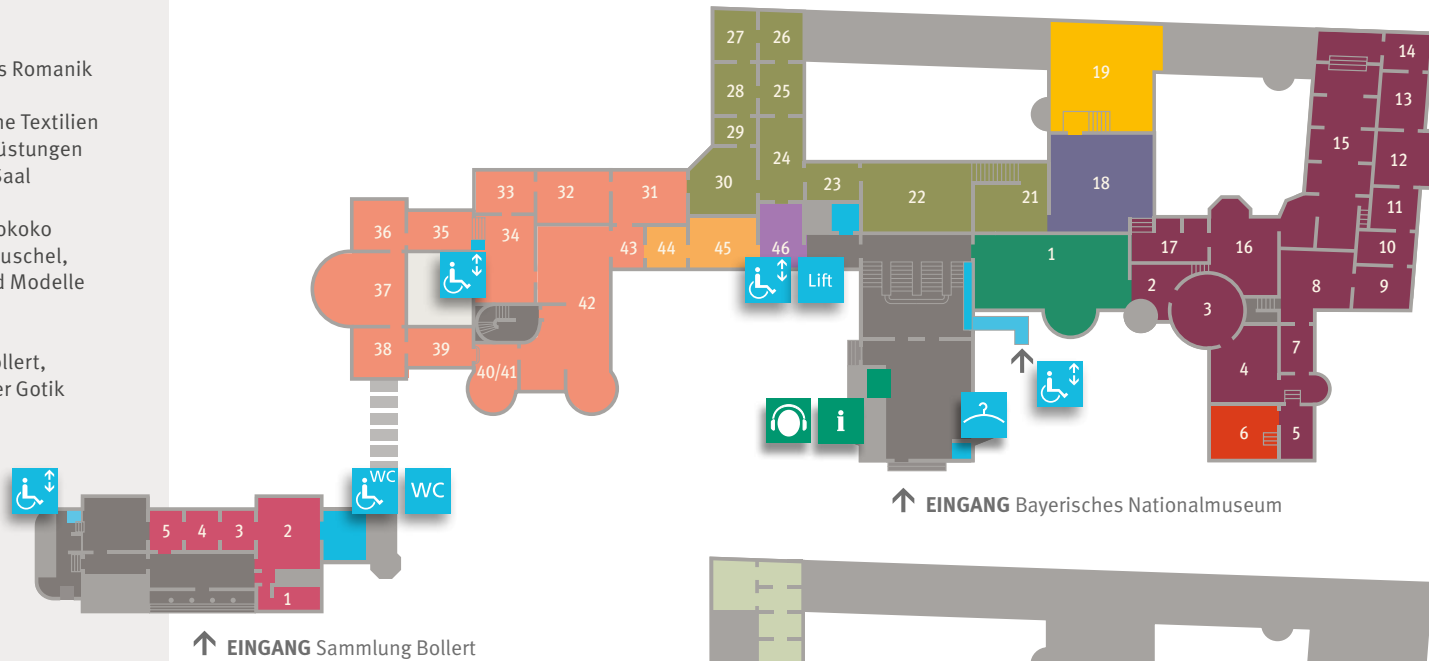 s Romanik
ne Textilien
üstungen
Saal
okoko
uschel,
d Modelle
ollert,
er Gotik
27 26
28 25
29
24
30
23
22
21
19
18
14
13
15
12
11
10
16
17
1
2
3
8 9
7
4
6 5
33 32 31
36 35 34
43 44 45 46
37
42
38 39
40/41
Lift
i
EINGANG Bayerisches Nationalmuseum
WC
WC
5 4 3 2
1
EINGANG Sammlung Bollert